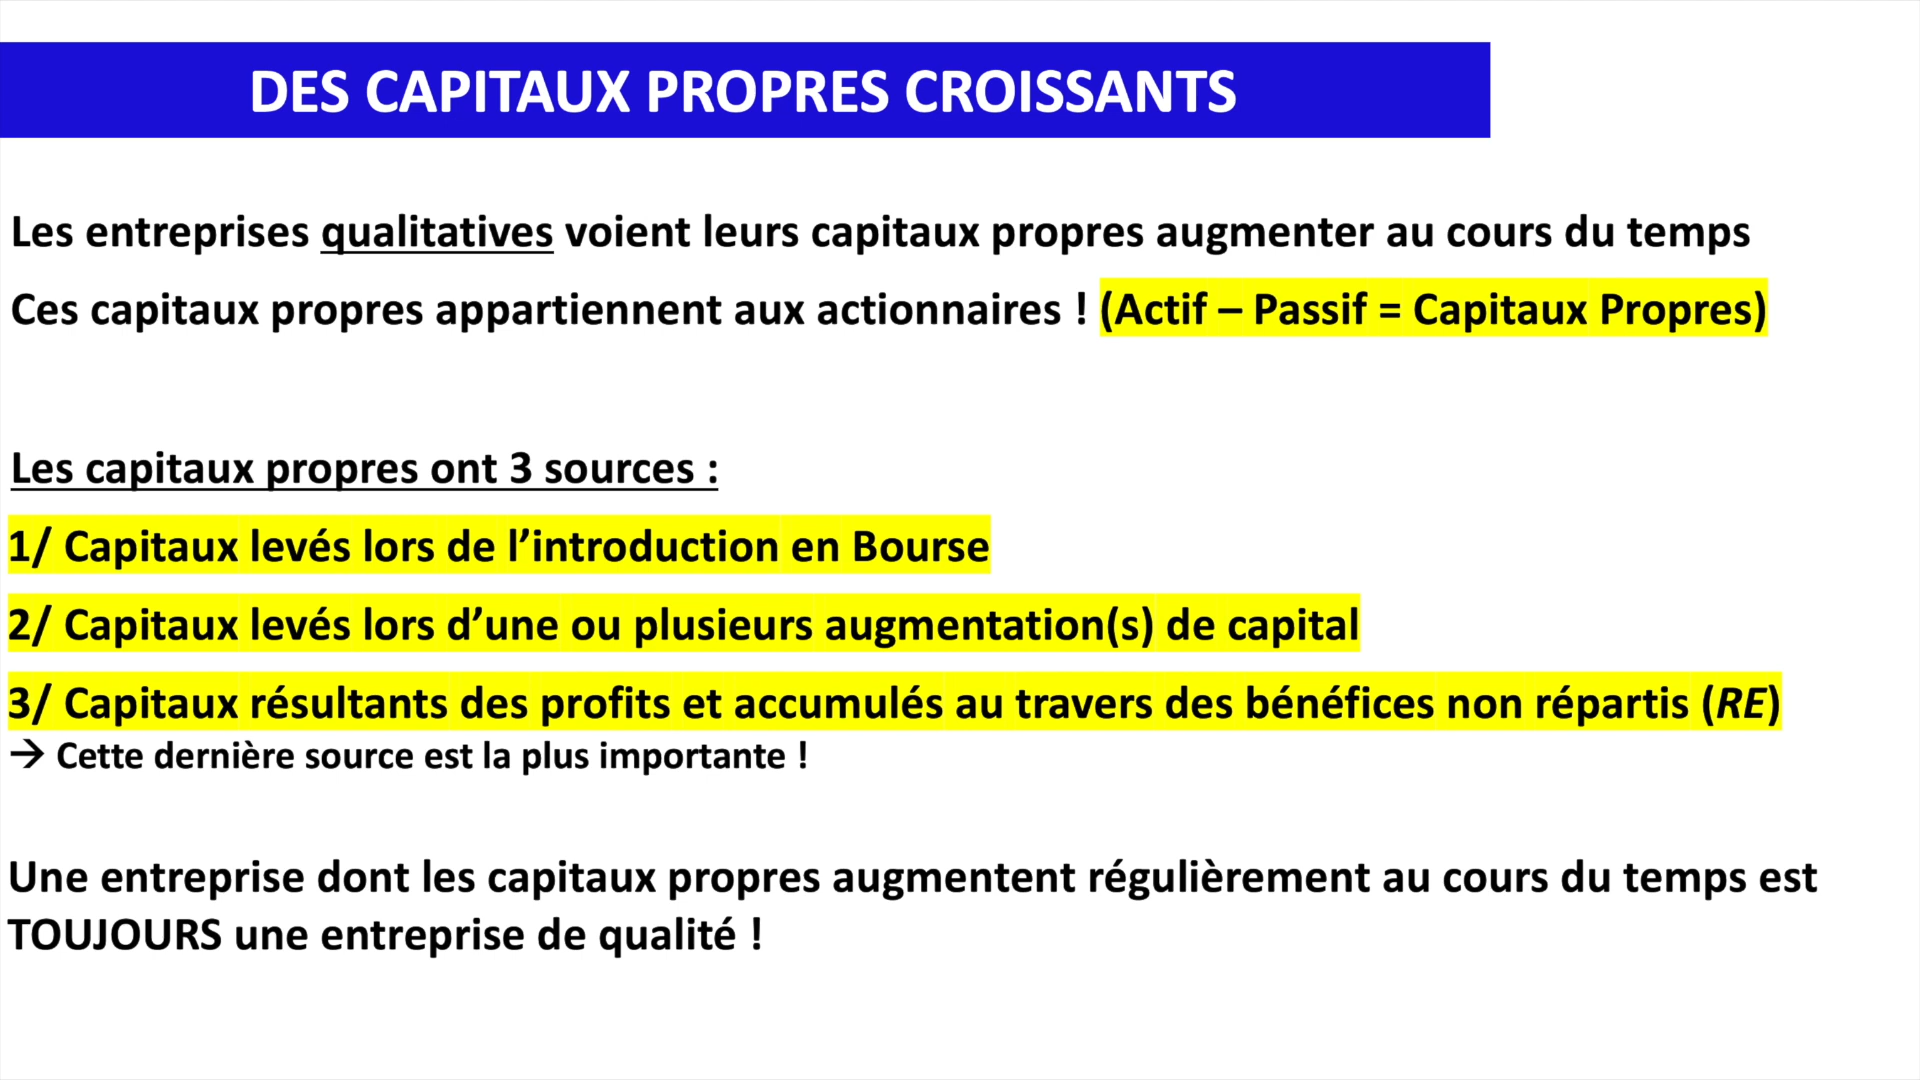 DES CAPITAUX PROPRES CROISSANTS
Les entreprises qualitatives voient leurs capitaux propres augmenter au cours du temps
Ces capitaux propres appartiennent aux actionnaires ! (Actif – Passif = Capitaux Propres)
Les capitaux propres ont 3 sources :
1/ Capitaux levés lors de l’introduction en Bourse
2/ Capitaux levés lors d’une ou plusieurs augmentation(s) de capital
3/ Capitaux résultants des profits et accumulés au travers des bénéfices non répartis (RE)
→ Cette dernière source est la plus importante !
Une entreprise dont les capitaux propres augmentent régulièrement au cours du temps est
TOUJOURS une entreprise de qualité !